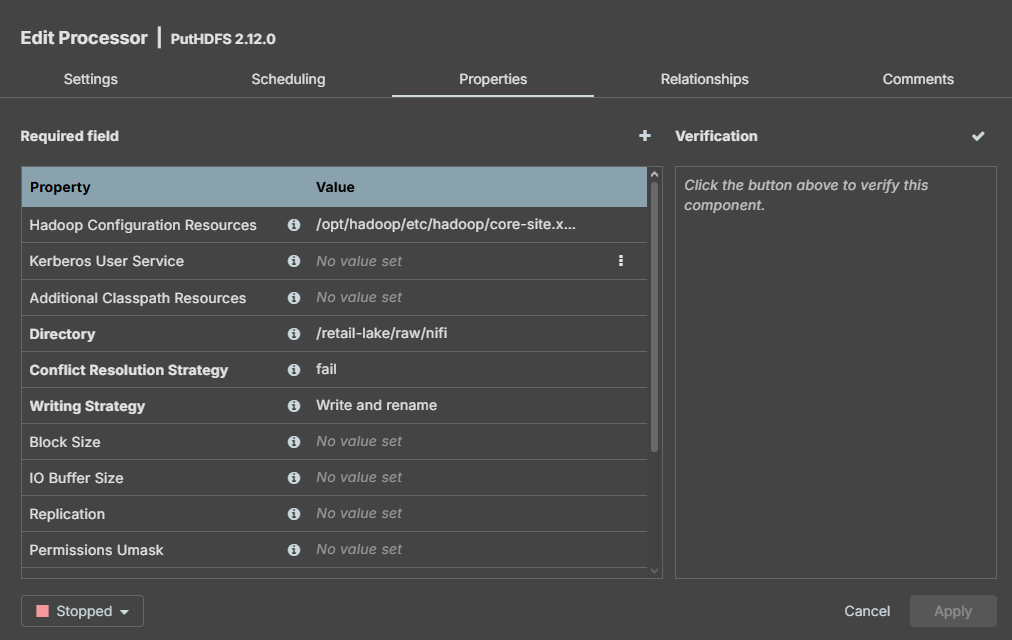 Edit Processor | PutHDFS 2.12.0
Settings Scheduling Properties Relationships Comments
Required field
Verification
Property Value
Hadoop Configuration Resources /opt/hadoop/etc/hadoop/core-site.x...
Kerberos User Service No value set
Additional Classpath Resources No value set
Directory /retail-lake/raw/nifi
Conflict Resolution Strategy fail
Writing Strategy Write and rename
Block Size No value set
IO Buffer Size No value set
Replication No value set
Permissions Umask No value set
Click the button above to verify this
component.
Stopped
Cancel Apply